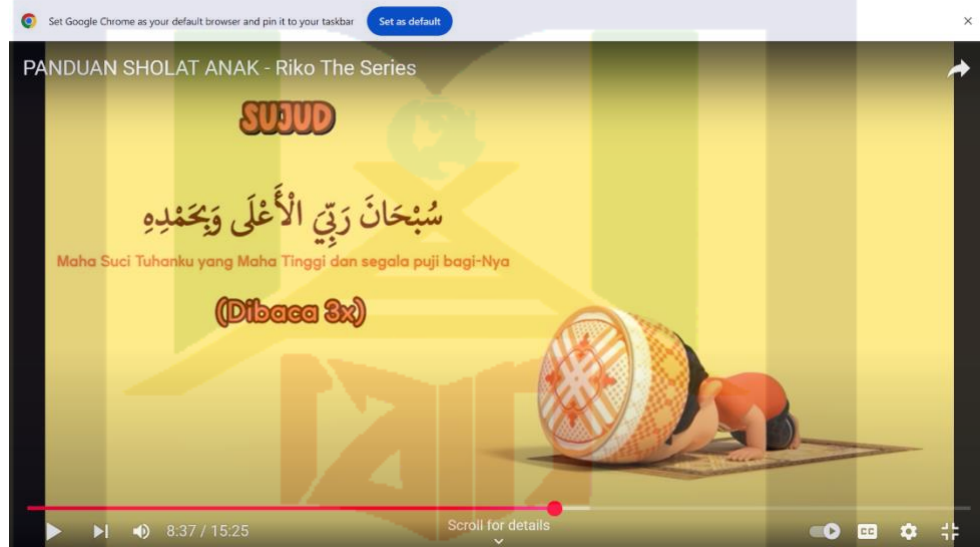 Set Google Chrome as your default browser and pin it to your taskbar
Set as default
PANDUAN SHOLAT ANAK - Riko The Series
SUJUD
سُبْحَانَ رَبِّيَ الْأَعْلَى وَبِحَمْدِهِ
Maha Suci Tuhanku yang Maha Tinggi dan segala puji bagi-Nya
(Dibaca 3x)
8:37 / 15:25
Scroll for details
CC